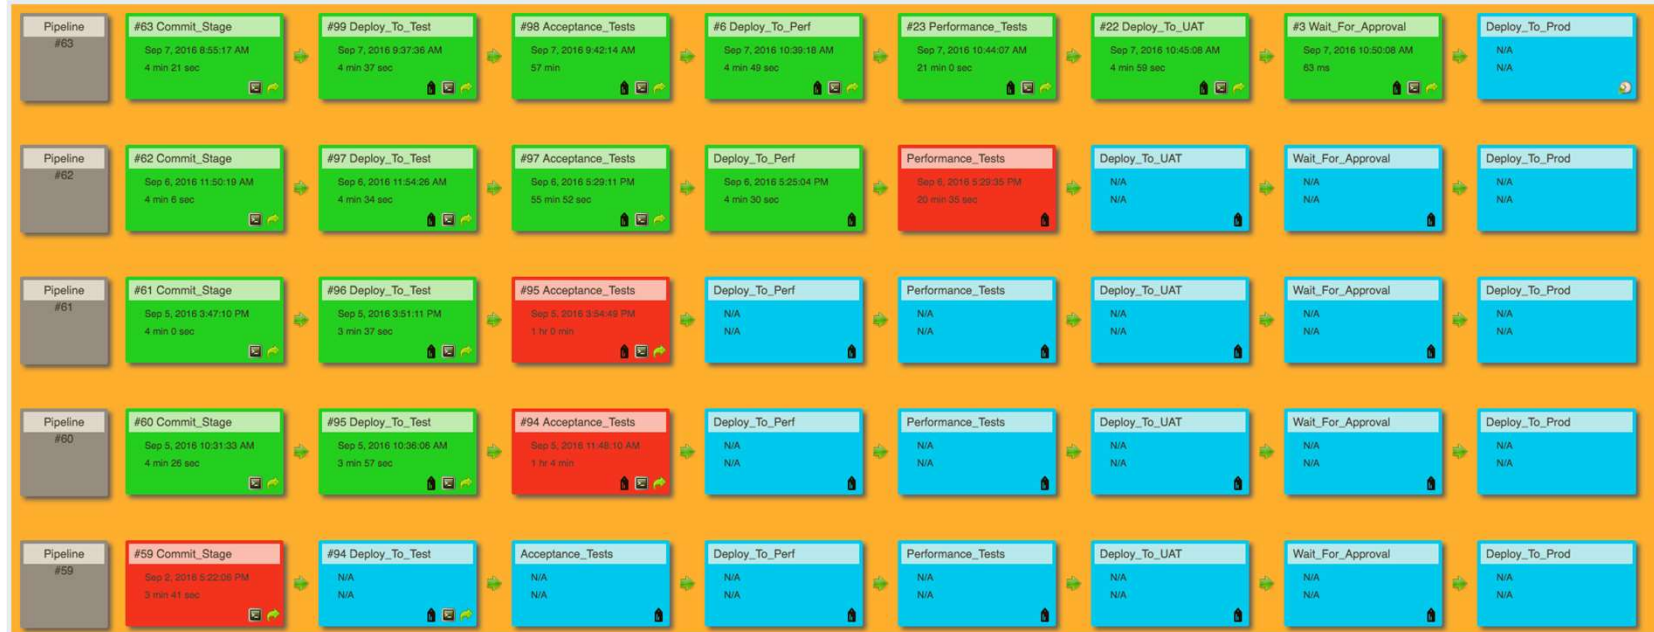 Pipeline
#63
#63 Commit_Stage
Sep 7, 2016 8:55:17 AM
4 min 21 sec
#99 Deploy_To_Test
Sep 7, 2016 9:37:36 AM
4 min 37 sec
#98 Acceptance_Tests
Sep 7, 2016 9:42:14 AM
57 min
#6 Deploy_To_Perf
Sep 7, 2016 10:39:18 AM
4 min 49 sec
#23 Performance_Tests
Sep 7, 2016 10:44:07 AM
21 min 0 sec
#22 Deploy_To_UAT
Sep 7, 2016 10:45:08 AM
4 min 59 sec
#3 Wait_For_Approval
Sep 7, 2016 10:50:08 AM
63 ms
Deploy_To_Prod
N/A
N/A
Pipeline
#62
#62 Commit_Stage
Sep 6, 2016 11:50:19 AM
4 min 6 sec
#97 Deploy_To_Test
Sep 6, 2016 11:54:26 AM
4 min 34 sec
#97 Acceptance_Tests
Sep 6, 2016 5:29:11 PM
55 min 52 sec
Deploy_To_Perf
Sep 6, 2016 5:25:04 PM
4 min 30 sec
Performance_Tests
Sep 6, 2016 5:29:35 PM
20 min 35 sec
Deploy_To_UAT
N/A
N/A
Wait_For_Approval
N/A
N/A
Deploy_To_Prod
N/A
N/A
Pipeline
#61
#61 Commit_Stage
Sep 5, 2016 3:47:10 PM
4 min 0 sec
#96 Deploy_To_Test
Sep 5, 2016 3:51:11 PM
3 min 37 sec
#95 Acceptance_Tests
Sep 5, 2016 3:54:49 PM
1 hr 0 min
Deploy_To_Perf
N/A
N/A
Performance_Tests
N/A
N/A
Deploy_To_UAT
N/A
N/A
Wait_For_Approval
N/A
N/A
Deploy_To_Prod
N/A
N/A
Pipeline
#60
#60 Commit_Stage
Sep 5, 2016 10:31:33 AM
4 min 26 sec
#95 Deploy_To_Test
Sep 5, 2016 10:36:06 AM
3 min 57 sec
#94 Acceptance_Tests
Sep 5, 2016 11:48:10 AM
1 hr 4 min
Deploy_To_Perf
N/A
N/A
Performance_Tests
N/A
N/A
Deploy_To_UAT
N/A
N/A
Wait_For_Approval
N/A
N/A
Deploy_To_Prod
N/A
N/A
Pipeline
#59
#59 Commit_Stage
Sep 2, 2016 5:22:06 PM
3 min 41 sec
#94 Deploy_To_Test
N/A
N/A
Acceptance_Tests
N/A
N/A
Deploy_To_Perf
N/A
N/A
Performance_Tests
N/A
N/A
Deploy_To_UAT
N/A
N/A
Wait_For_Approval
N/A
N/A
Deploy_To_Prod
N/A
N/A